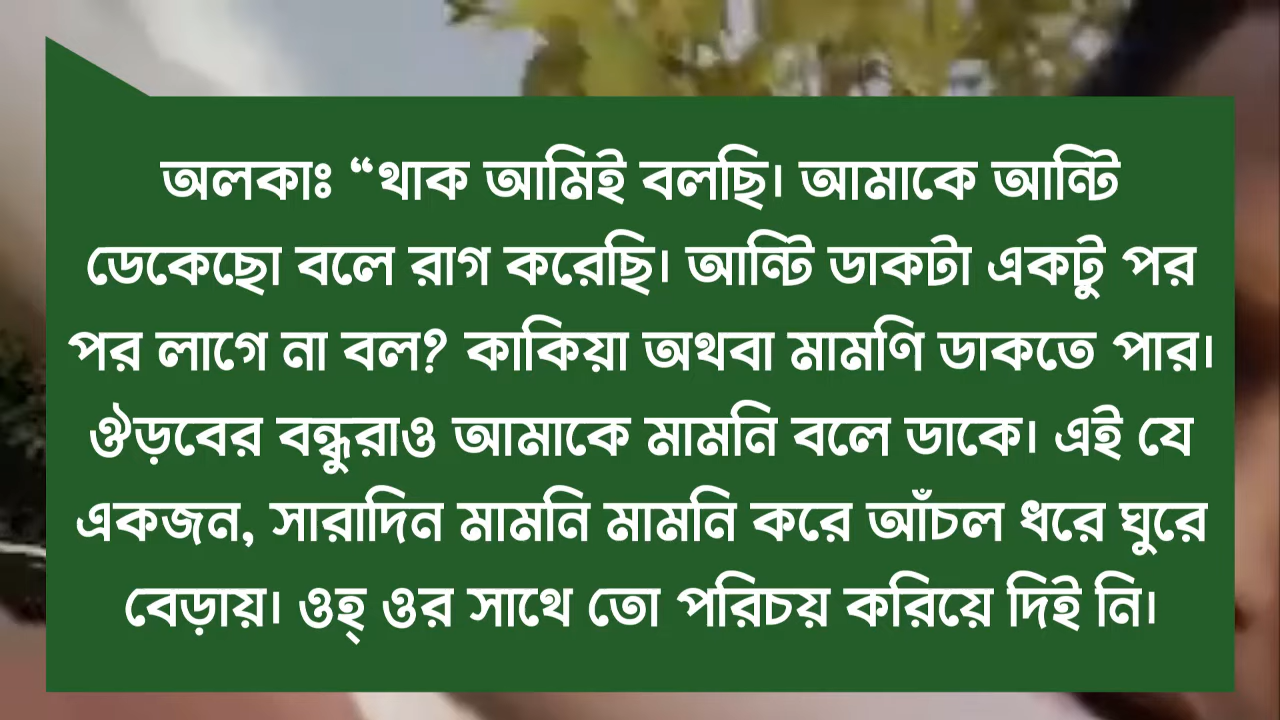 অলকাঃ “থাক আমিই বলছি। আমাকে আন্টি
ডেকেছো বলে রাগ করেছি। আন্টি ডাকটা একটু পর
পর লাগে না বল? কাকিয়া অথবা মামণি ডাকতে পার।
ঔড়বের বন্ধুরাও আমাকে মামনি বলে ডাকে। এই যে
একজন, সারাদিন মামনি মামনি করে আঁচল ধরে ঘুরে
বেড়ায়। ওহ্ ওর সাথে তো পরিচয় করিয়ে দিই নি।